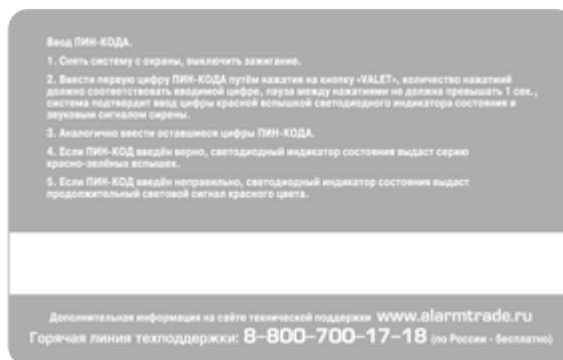 Ввод ПИН-КОДА.
1. Снять систему с охраны, выключить зажигание.
2. Ввести первую цифру ПИН-КОДА путём нажатия на кнопку «VALET», количество нажатий
должно соответствовать вводимой цифре, пауза между нажатиями не должна превышать 1 сек.,
система подтвердит ввод цифры красной вспышкой светодиодного индикатора состояния и
звуковым сигналом сирены.
3. Аналогично ввести оставшиеся цифры ПИН-КОДА.
4. Если ПИН-КОД введён верно, светодиодный индикатор состояния выдаст серию
красно-зелёных вспышек.
5. Если ПИН-КОД введён неправильно, светодиодный индикатор состояния выдаст
продолжительный световой сигнал красного цвета.
Дополнительная информация на сайте технической поддержки www.alarmtrade.ru
Горячая линия техподдержки: 8-800-700-17-18 (по России - бесплатно)